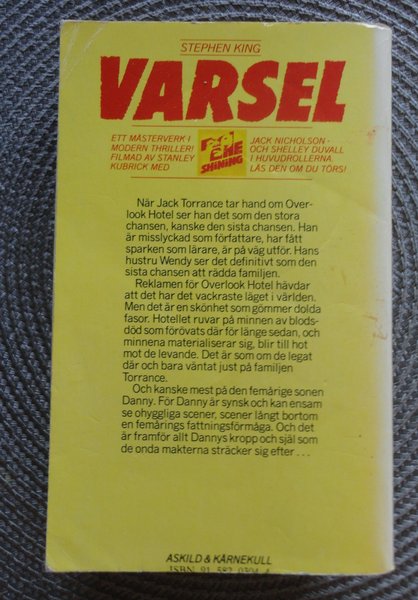 STEPHEN KING
VARSEL
ETT MÄSTERVERK I
MODERN THRILLER!
FILMAD AV STANLEY
KUBRICK MED
THE
SHINING
JACK NICHOLSON -
OCH SHELLEY DUVALL
I HUVUDROLLERNA.
LÄS DEN OM DU TÖRS!
När Jack Torrance tar hand om Over-
look Hotel ser han det som den stora
chansen, kanske den sista chansen. Han
är misslyckad som författare, har fått
sparken som lärare, är på väg utför. Hans
hustru Wendy ser det definitivt som den
sista chansen att rädda familjen.
Reklamen för Overlook Hotel hävdar
att det har det vackraste läget i världen.
Men det är en skönhet som gömmer dolda
fasor. Hotellet ruvar på minnen av blods-
död som förövats där för länge sedan, och
minnena materialiserar sig, blir till hot
mot de levande. Det är som om de legat
där och bara väntat just på familjen
Torrance.
Och kanske mest på den femårige sonen
Danny. För Danny är synsk och kan ensam
se ohyggliga scener, scener långt bortom
en femårings fattningsförmåga. Och det
är framför allt Dannys kropp och själ som
de onda makterna sträcker sig efter ...
ASKILD & KÄRNEKULL
ISBN 91 582 0304 4